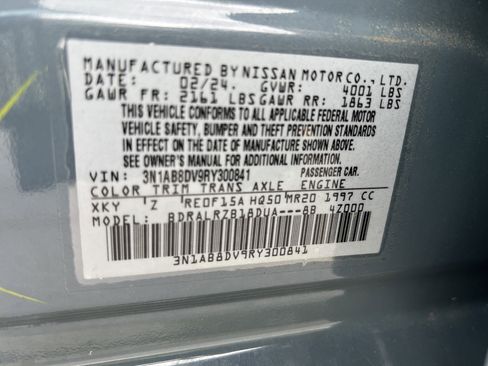 MANUFACTURED BY NISSAN MOTOR CO., LTD.
DATE: 02/24 GVWR: 4001 LBS
GAWR FR: 2161 LBS GAWR RR: 1863 LBS
THIS VEHICLE CONFORMS TO ALL APPLICABLE FEDERAL MOTOR
VEHICLE SAFETY, BUMPER AND THEFT PREVENTION STANDARDS
IN EFFECT ON THE DATE OF MANUFACTURE SHOWN ABOVE.
SEE OWNER'S MANUAL FOR ADDITIONAL INFORMATION.
VIN: 3N1AB8DV9RY300841 PASSENGER CAR.
COLOR TRIM TRANS AXLE ENGINE
XKY Z RE0F15A HQ50 MR20 1997 CC
MODEL: BDRALRZB18DUA---8B 4Z000
3N1AB8DV9RY300841